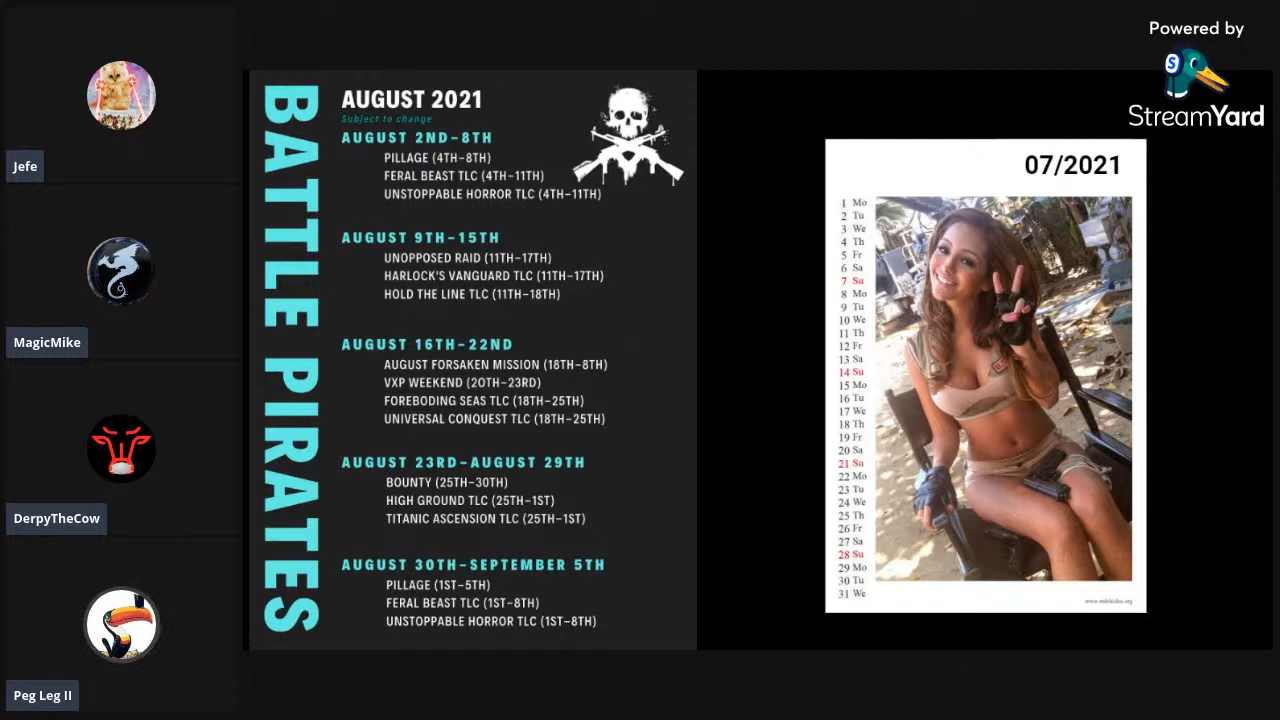 Powered by
StreamYard
Jefe
MagicMike
DerpyTheCow
Peg Leg II
BATTLE PIRATES
AUGUST 2021
Subject to change
AUGUST 2ND-8TH
PILLAGE (4TH-8TH)
FERAL BEAST TLC (4TH-11TH)
UNSTOPPABLE HORROR TLC (4TH-11TH)
AUGUST 9TH-15TH
UNOPPOSED RAID (11TH-17TH)
HARLOCK'S VANGUARD TLC (11TH-17TH)
HOLD THE LINE TLC (11TH-18TH)
AUGUST 16TH-22ND
AUGUST FORSAKEN MISSION (18TH-8TH)
VXP WEEKEND (20TH-23RD)
FOREBODING SEAS TLC (18TH-25TH)
UNIVERSAL CONQUEST TLC (18TH-25TH)
AUGUST 23RD-AUGUST 29TH
BOUNTY (25TH-30TH)
HIGH GROUND TLC (25TH-1ST)
TITANIC ASCENSION TLC (25TH-1ST)
AUGUST 30TH-SEPTEMBER 5TH
PILLAGE (1ST-5TH)
FERAL BEAST TLC (1ST-8TH)
UNSTOPPABLE HORROR TLC (1ST-8TH)
07/2021
1 Mo
2 Tu
3 We
4 Th
5 Fr
6 Sa
7 Su
8 Mo
9 Tu
10 We
11 Th
12 Fr
13 Sa
14 Su
15 Mo
16 Tu
17 We
18 Th
19 Fr
20 Sa
21 Su
22 Mo
23 Tu
24 We
25 Th
26 Fr
27 Sa
28 Su
29 Mo
30 Tu
31 We